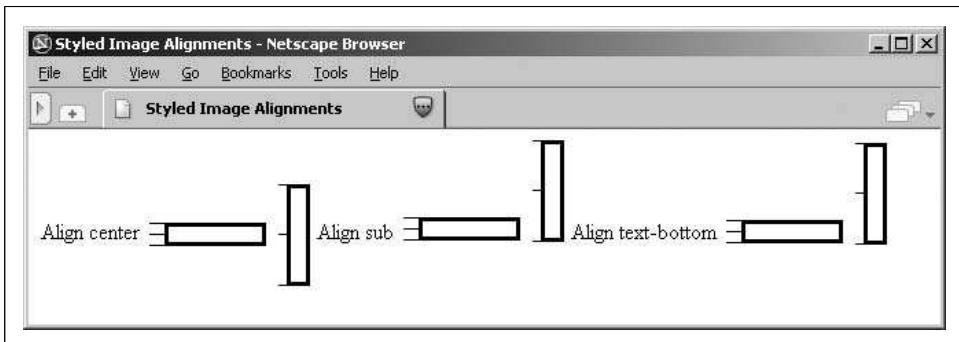 Styled Image Alignments - Netscape Browser
File Edit View Go Bookmarks Tools Help
Styled Image Alignments
Align center Align sub Align text-bottom